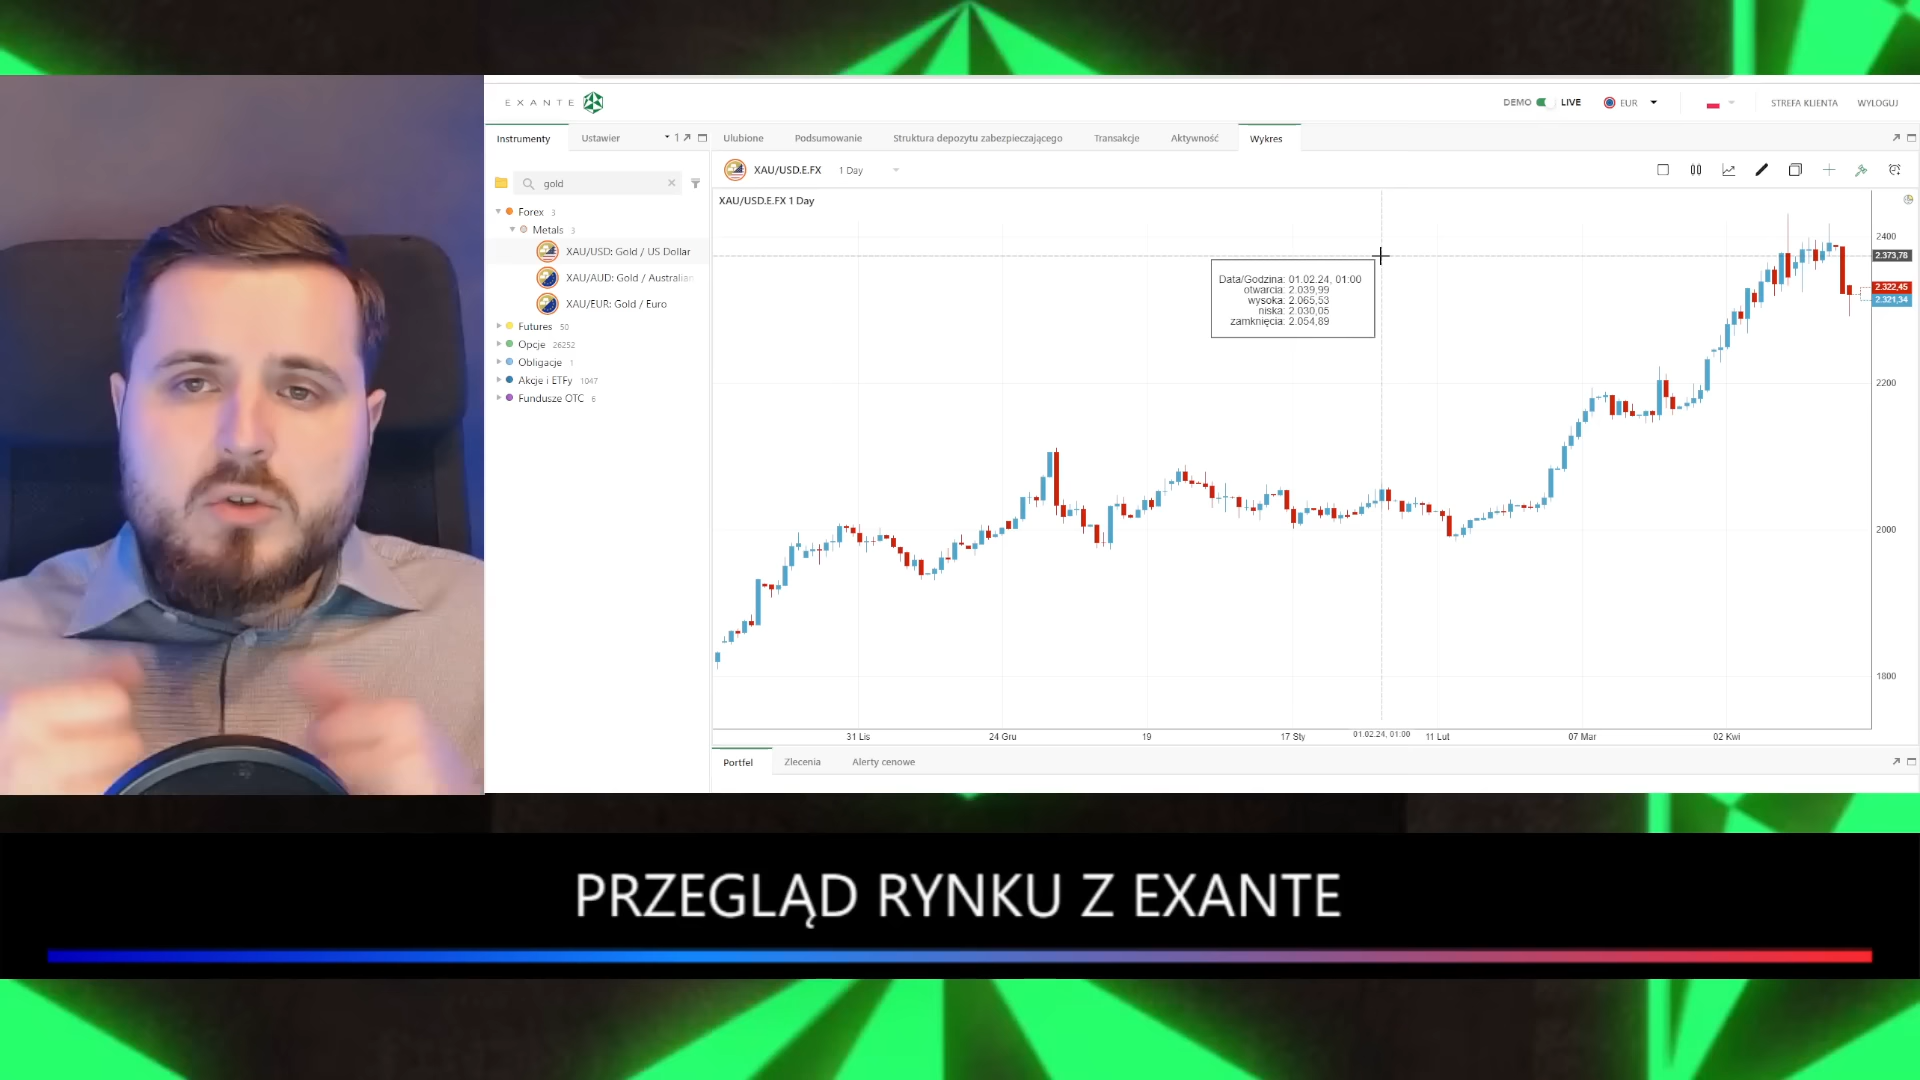 EXANTE
DEMO LIVE EUR STREFA KLIENTA WYLOGUJ
Instrumenty Ustawier 1
Ulubione Podsumowanie Struktura depozytu zabezpieczającego Transakcje Aktywność Wykres
gold
Forex 3
Metals 3
XAU/USD: Gold / US Dollar
XAU/AUD: Gold / Australian
XAU/EUR: Gold / Euro
Futures 50
Opcje 26252
Obligacje 1
Akcje i ETFy 1047
Fundusze OTC 6
XAU/USD.E.FX 1 Day
XAU/USD.E.FX 1 Day
Data/Godzina: 01.02.24, 01:00
otwarcia: 2.039,99
wysoka: 2.065,53
niska: 2.030,05
zamknięcia: 2.054,89
2400
2.373,78
2.322,45
2.321,34
2200
2000
1800
31 Lis 24 Gru 19 17 Sty 01.02.24, 01:00 11 Lut 07 Mar 02 Kwi
Portfel Zlecenia Alerty cenowe
PRZEGLĄD RYNKU Z EXANTE